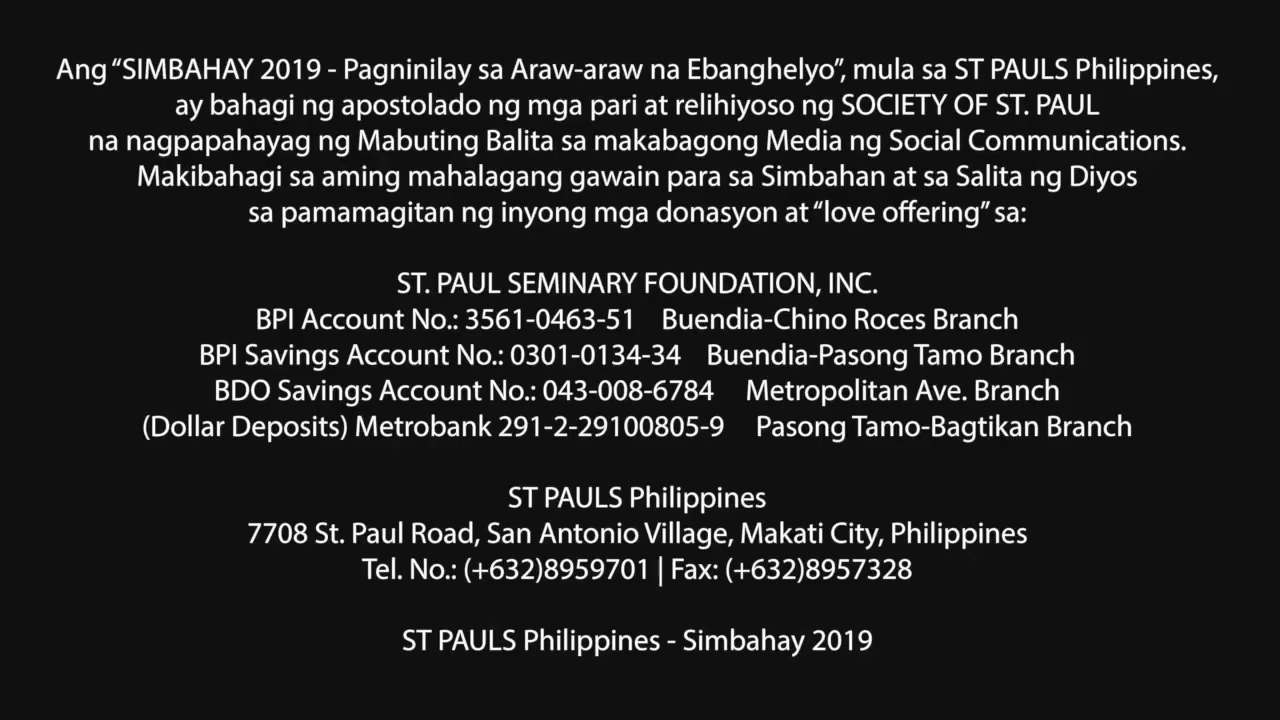 Ang “SIMBAHAY 2019 - Pagninilay sa Araw-araw na Ebanghelyo”, mula sa ST PAULS Philippines,
ay bahagi ng apostolado ng mga pari at relihiyoso ng SOCIETY OF ST. PAUL
na nagpapahayag ng Mabuting Balita sa makabagong Media ng Social Communications.
Makibahagi sa aming mahalagang gawain para sa Simbahan at sa Salita ng Diyos
sa pamamagitan ng inyong mga donasyon at “love offering” sa:
ST. PAUL SEMINARY FOUNDATION, INC.
BPI Account No.: 3561-0463-51 Buendia-Chino Roces Branch
BPI Savings Account No.: 0301-0134-34 Buendia-Pasong Tamo Branch
BDO Savings Account No.: 043-008-6784 Metropolitan Ave. Branch
(Dollar Deposits) Metrobank 291-2-29100805-9 Pasong Tamo-Bagtikan Branch
ST PAULS Philippines
7708 St. Paul Road, San Antonio Village, Makati City, Philippines
Tel. No.: (+632)8959701 | Fax: (+632)8957328
ST PAULS Philippines - Simbahay 2019